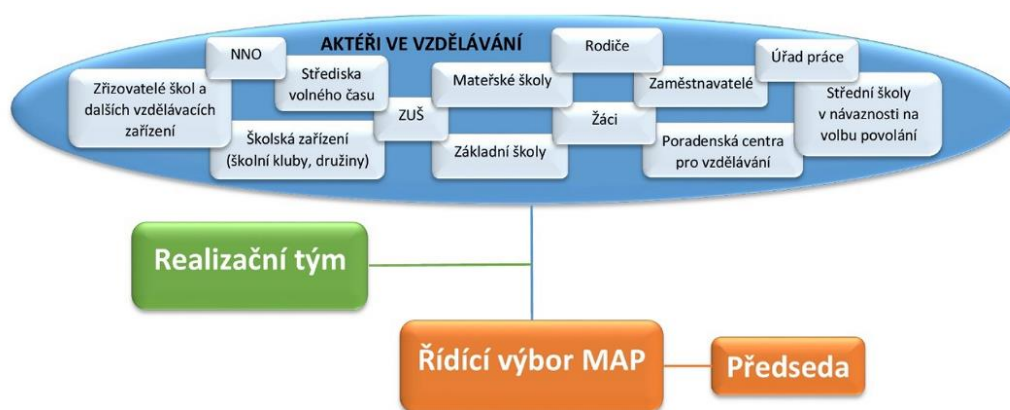 AKTÉŘI VE VZDĚLÁVÁNÍ
NNO
Rodiče
Úřad práce
Zřizovatelé škol a
dalších vzdělávacích
zařízení
Střediska
volného času
Mateřské školy
Zaměstnavatelé
Střední školy
v návaznosti na
volbu povolání
ZUŠ
Žáci
Školská zařízení
(školní kluby, družiny)
Základní školy
Poradenská centra
pro vzdělávání
Realizační tým
Řídící výbor MAP
Předseda